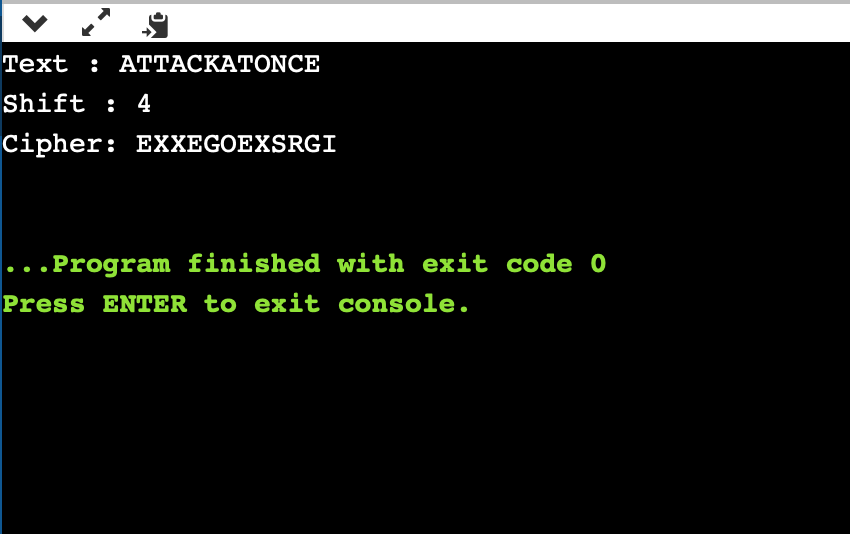 Text : ATTACKATONCE
Shift : 4
Cipher: EXXEGOEXSRGI
...Program finished with exit code 0
Press ENTER to exit console.